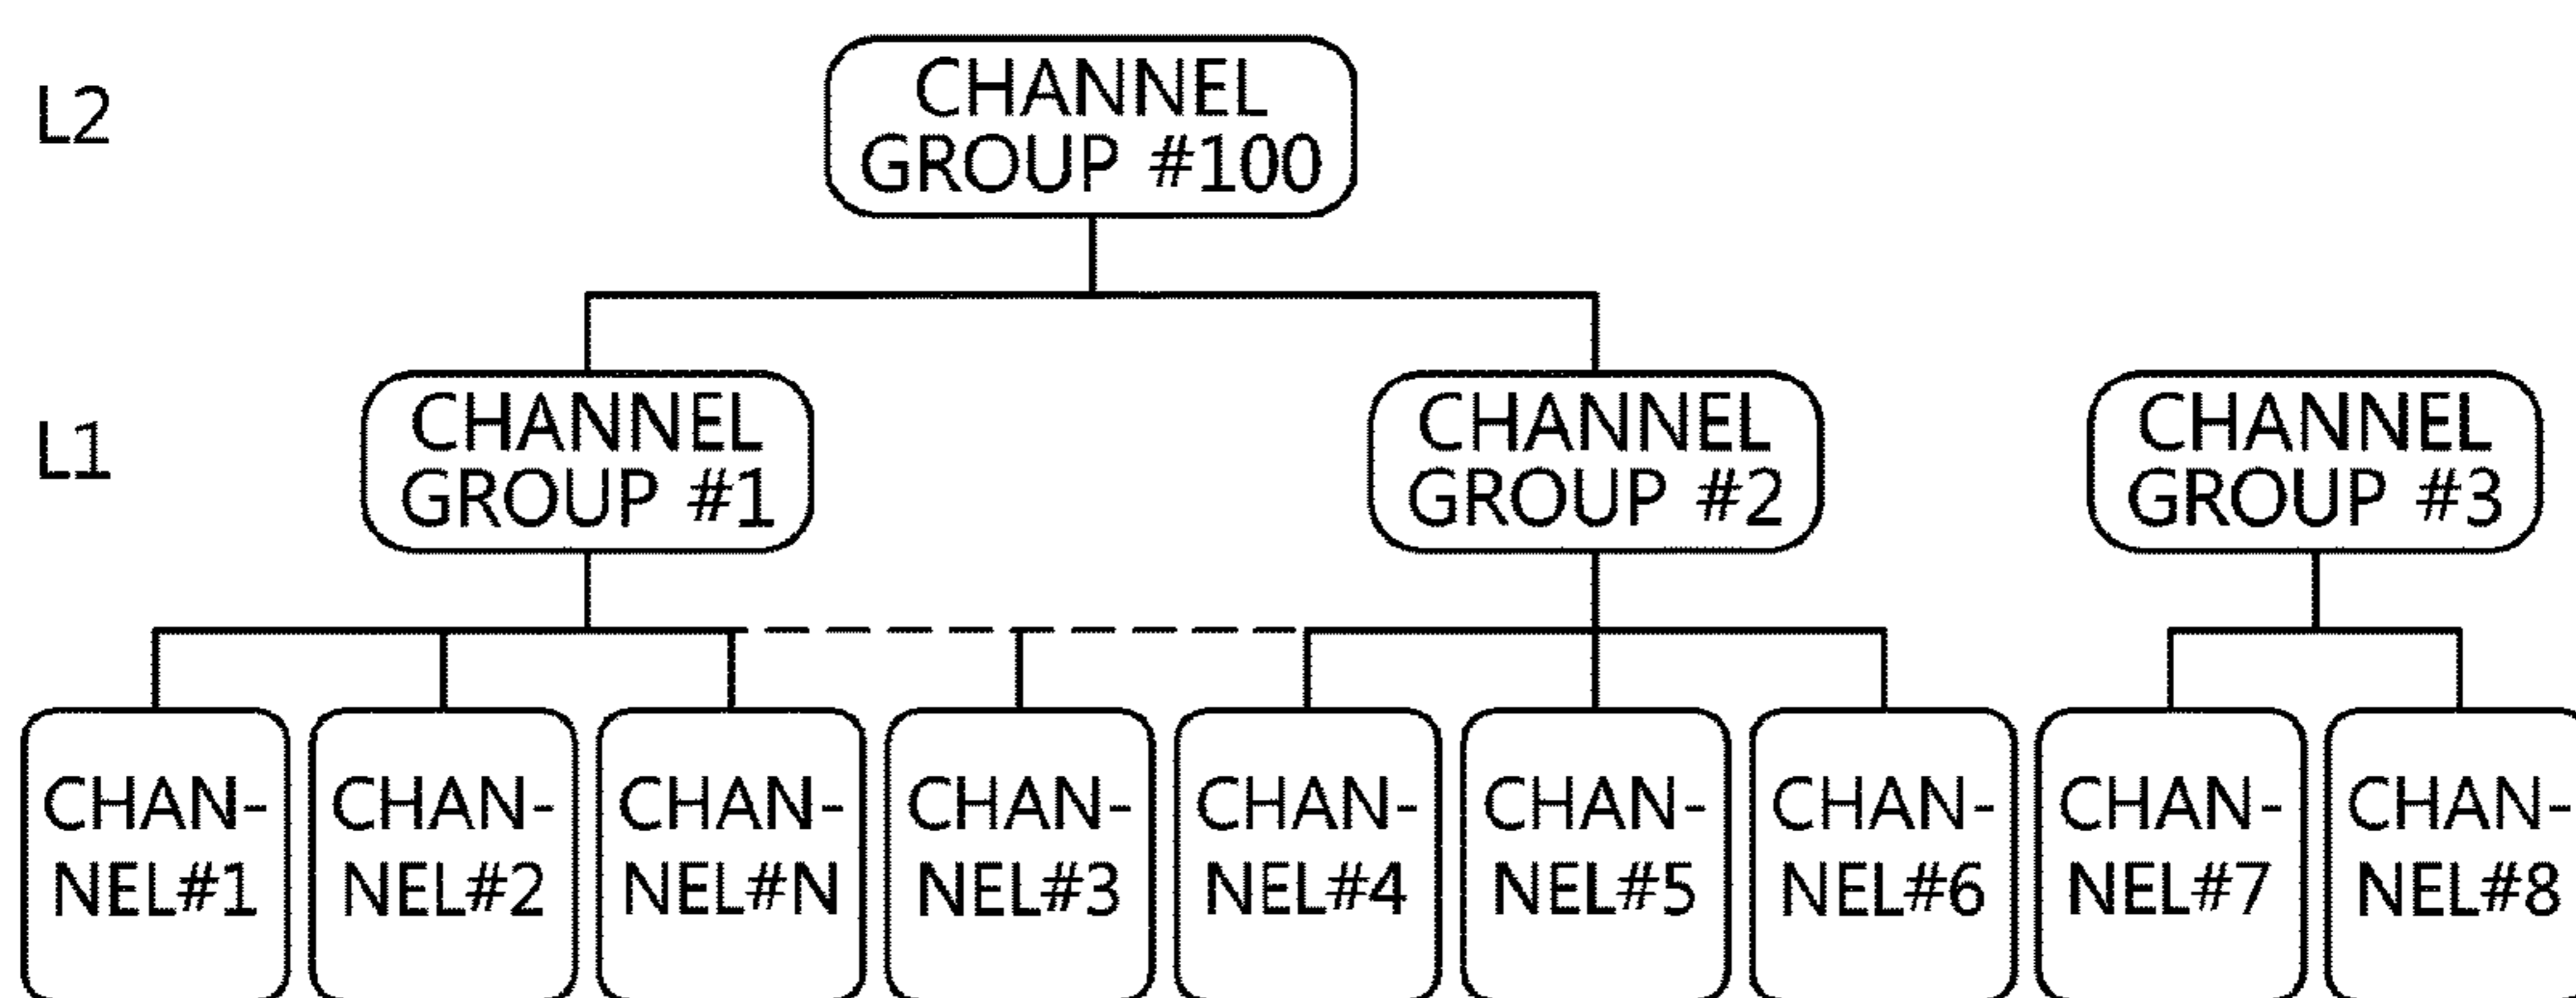 L2
CHANNEL
GROUP #100
L1
CHANNEL
GROUP #1
CHANNEL
GROUP #2
CHANNEL
GROUP #3
CHAN-
NEL#1
CHAN-
NEL#2
CHAN-
NEL#N
CHAN-
NEL#3
CHAN-
NEL#4
CHAN-
NEL#5
CHAN-
NEL#6
CHAN-
NEL#7
CHAN-
NEL#8